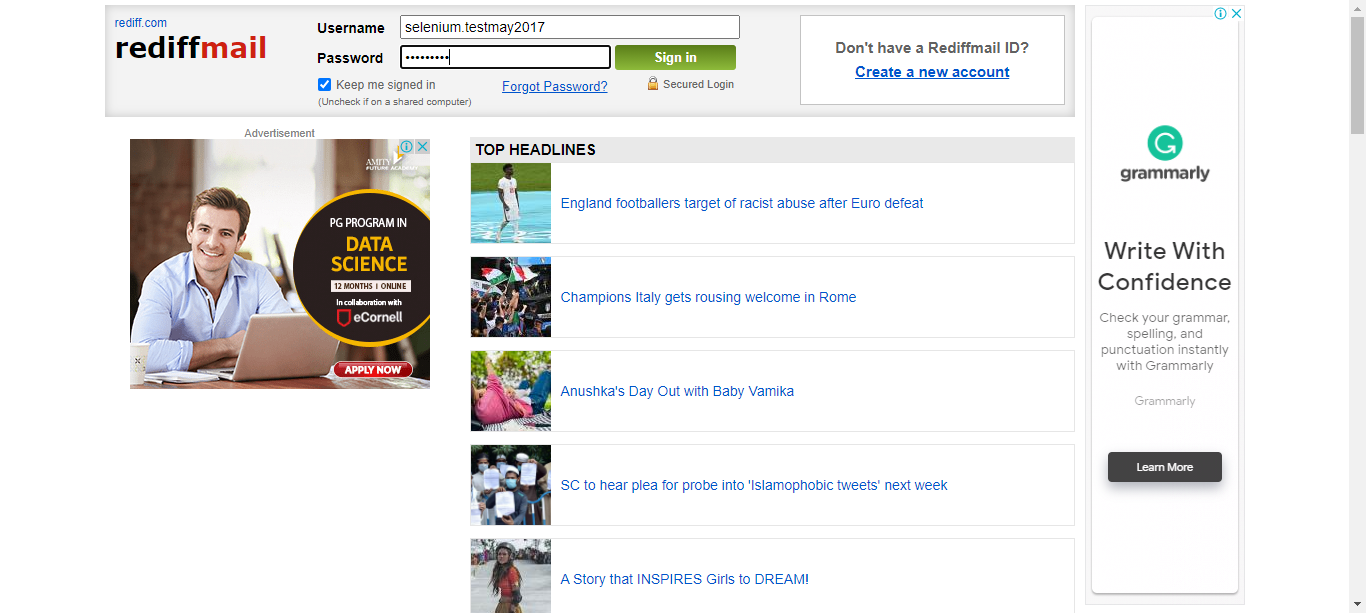 rediff.com
rediffmail
Username
selenium.testmay2017
Password
•••••••••
Sign in
Keep me signed in
(Uncheck if on a shared computer)
Forgot Password?
Secured Login
Don't have a Rediffmail ID?
Create a new account
Advertisement
AMITY
FUTURE ACADEMY
PG PROGRAM IN
DATA
SCIENCE
12 MONTHS | ONLINE
In collaboration with
eCornell
APPLY NOW
TOP HEADLINES
England footballers target of racist abuse after Euro defeat
Champions Italy gets rousing welcome in Rome
Anushka's Day Out with Baby Vamika
SC to hear plea for probe into 'Islamophobic tweets' next week
A Story that INSPIRES Girls to DREAM!
grammarly
Write With
Confidence
Check your grammar,
spelling, and
punctuation instantly
with Grammarly
Grammarly
Learn More